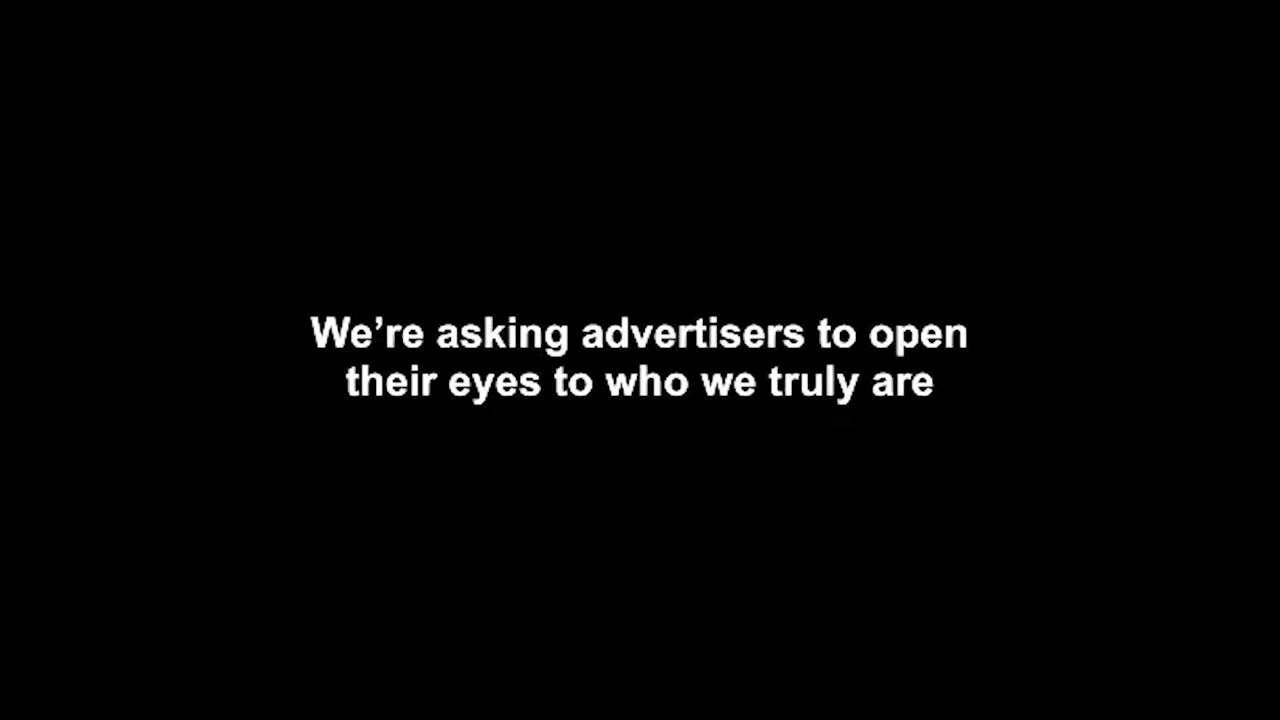 We’re asking advertisers to open
their eyes to who we truly are